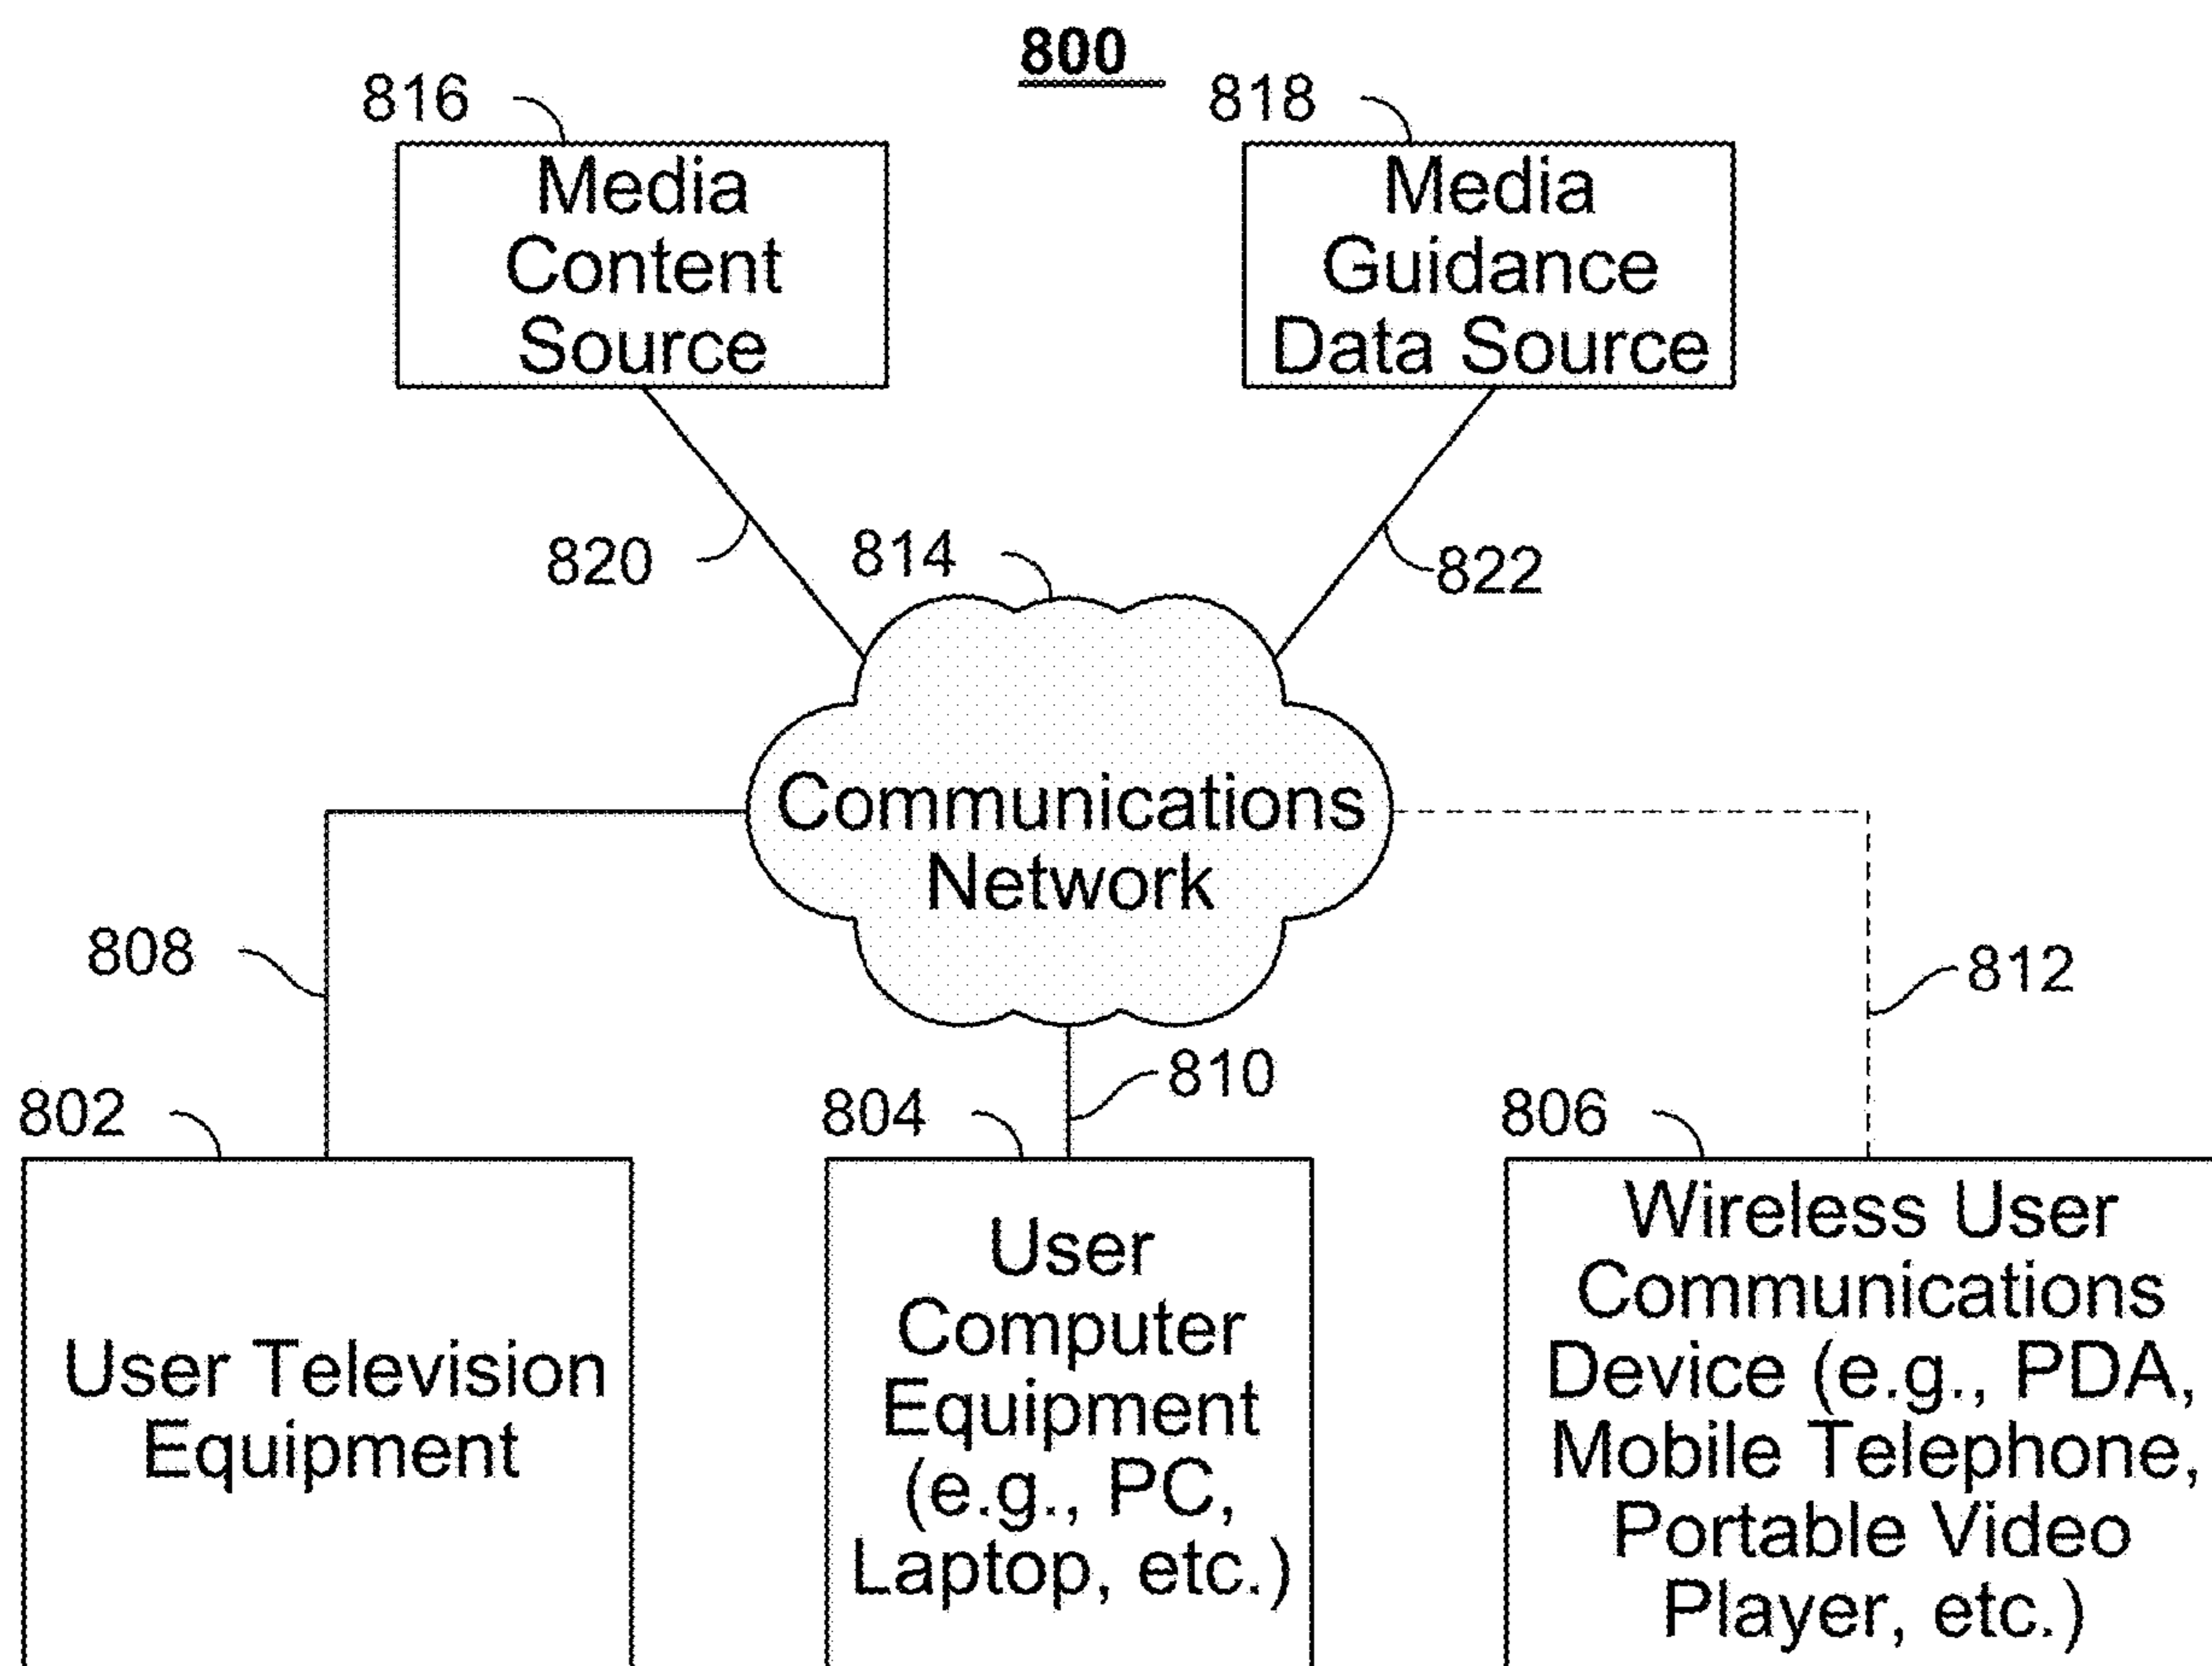 800
816
818
Media
Content
Source
Media
Guidance
Data Source
820
814
822
Communications
Network
808
812
810
802
804
806
User Television
Equipment
User
Computer
Equipment
(e.g., PC,
Laptop, etc.)
Wireless User
Communications
Device (e.g., PDA,
Mobile Telephone,
Portable Video
Player, etc.)